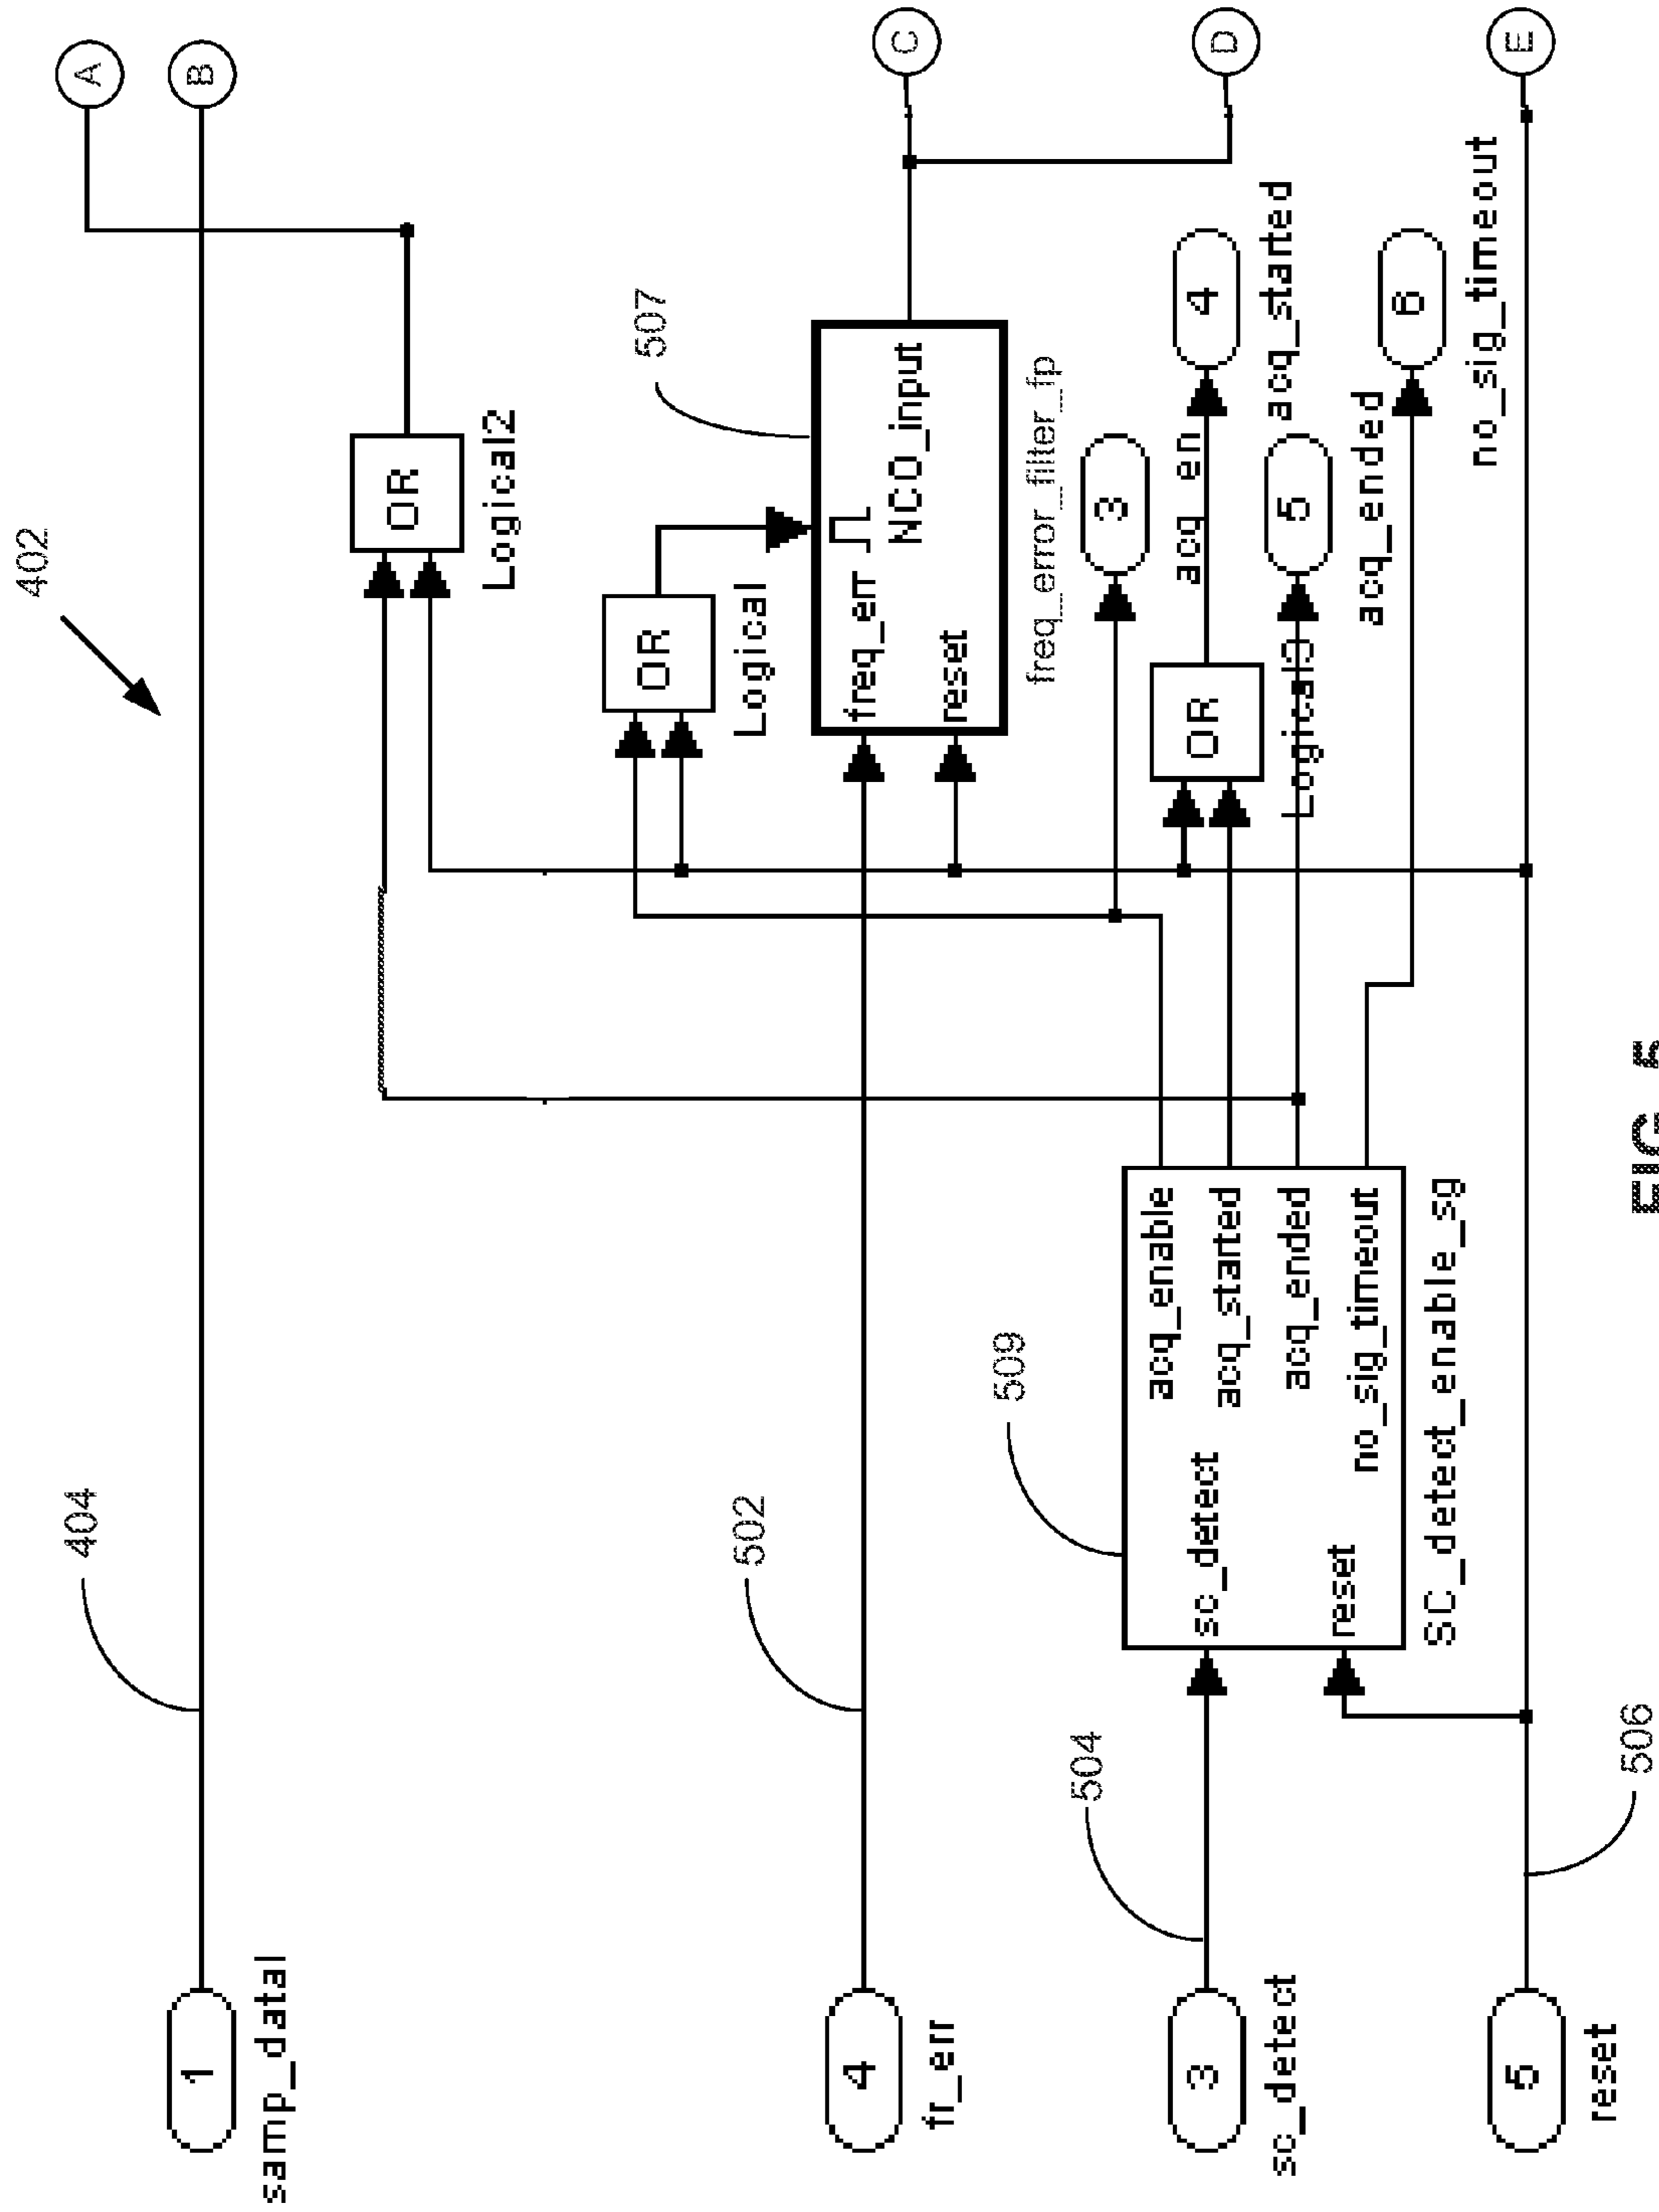 402
404
A
B
1
samp_dataI
OR
Logical2
OR
Logical
507
502
C
4
fr_err
freq_err
NCO_input
reset
freq_error_filter_fp
D
3
acq_en
509
504
3
sc_detect
sc_detect
reset
acq_enable
acq_started
acq_ended
no_sig_timeout
SC_detect_enable_sg
OR
4
acq_started
5
acq_ended
6
no_sig_timeout
E
5
reset
506